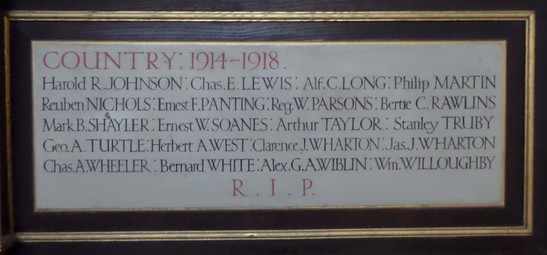 COUNTRY: 1914-1918.
Harold R. JOHNSON: Chas. E. LEWIS: Alf. C. LONG: Philip MARTIN
Reuben NICHOLS: Ernest F. PANTING: Reg. W. PARSONS: Bertie C. RAWLINS
Mark B. SHAYLER: Ernest W. SOANES: Arthur TAYLOR: Stanley TRUBY
Geo. A. TURTLE: Herbert A. WEST: Clarence J. WHARTON: Jas. J. WHARTON
Chas. A. WHEELER: Bernard WHITE: Alex. G. A. WIBLIN: Win. WILLOUGHBY
R. I. P.